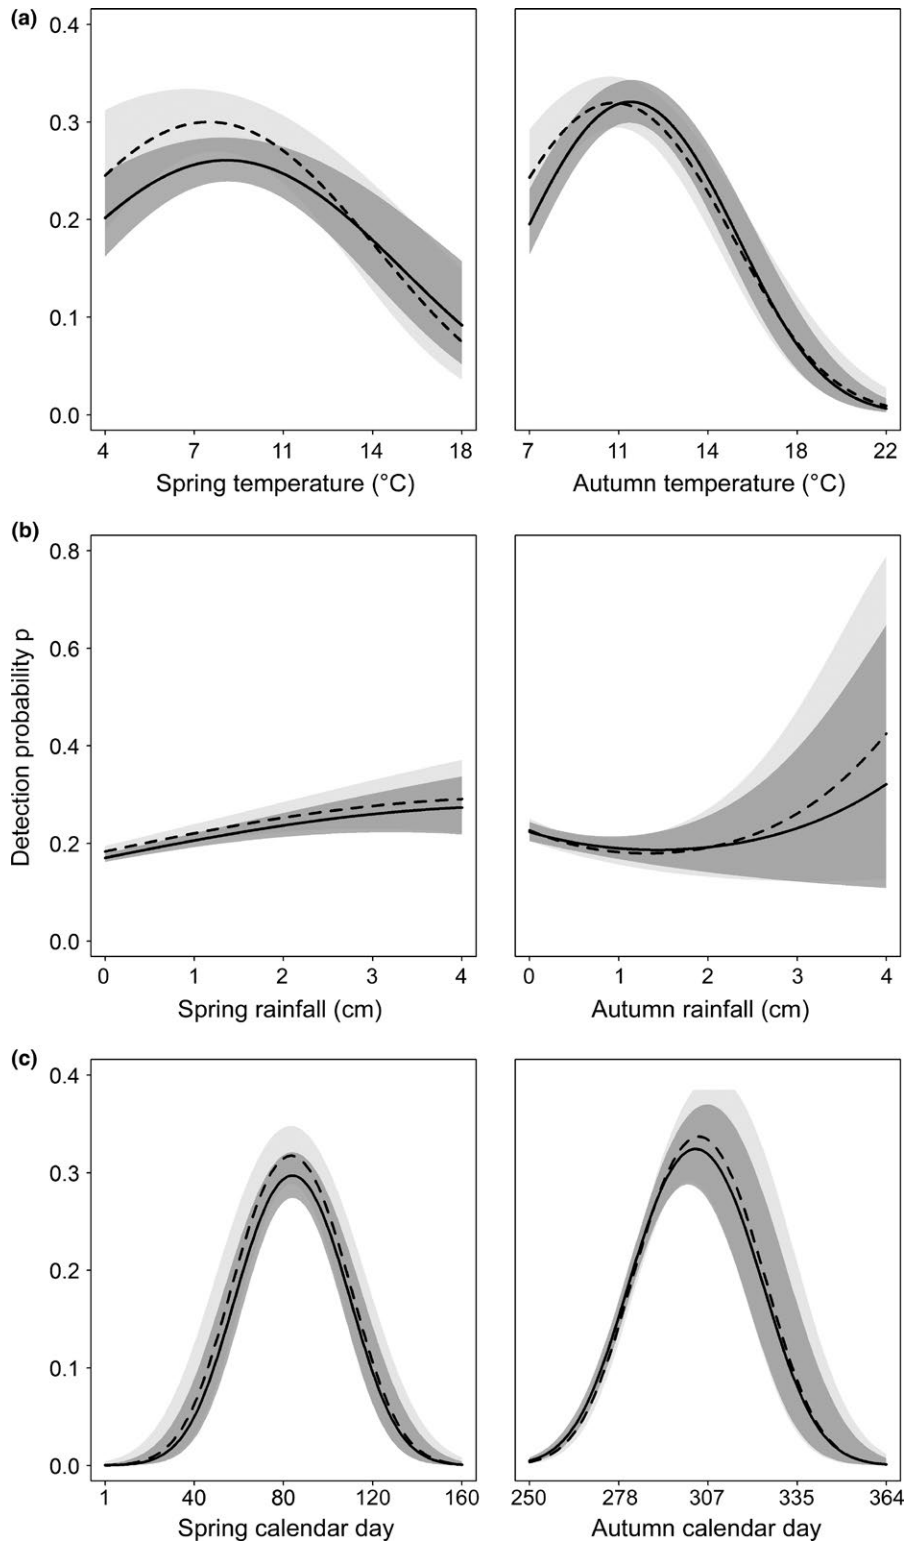 (a)
0.4
0.3
0.2
0.1
0.0
4 7 11 14 18
7 11 14 18 22
Spring temperature (°C)
Autumn temperature (°C)
(b)
Detection probability p
0.8
0.6
0.4
0.2
0.0
0 1 2 3 4
0 1 2 3 4
Spring rainfall (cm)
Autumn rainfall (cm)
(c)
0.4
0.3
0.2
0.1
0.0
1 40 80 120 160
250 278 307 335 364
Spring calendar day
Autumn calendar day